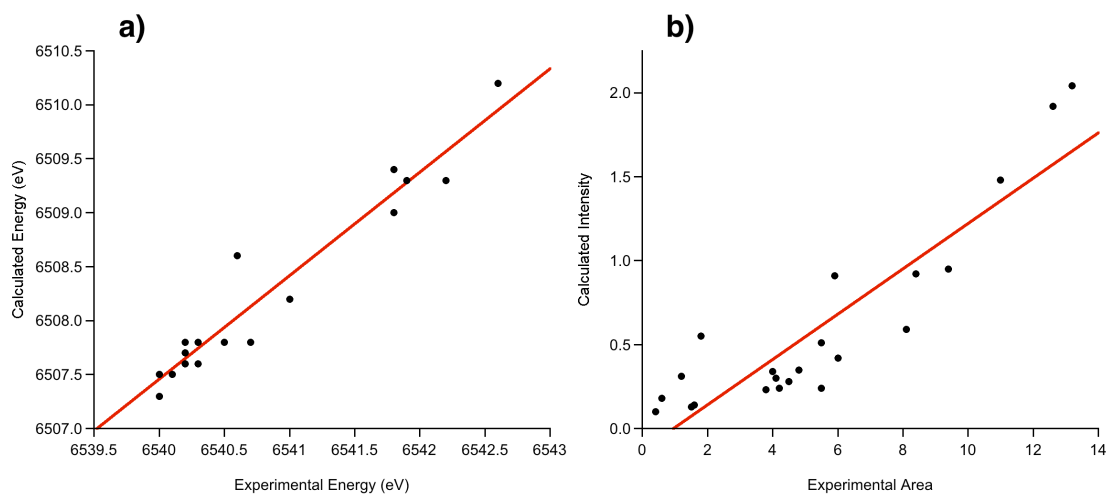 a)
6510.5
6510.0
6509.5
6509.0
6508.5
6508.0
6507.5
6507.0
Calculated Energy (eV)
6539.5 6540 6540.5 6541 6541.5 6542 6542.5 6543
Experimental Energy (eV)
b)
2.0
1.5
1.0
0.5
0.0
Calculated Intensity
0 2 4 6 8 10 12 14
Experimental Area